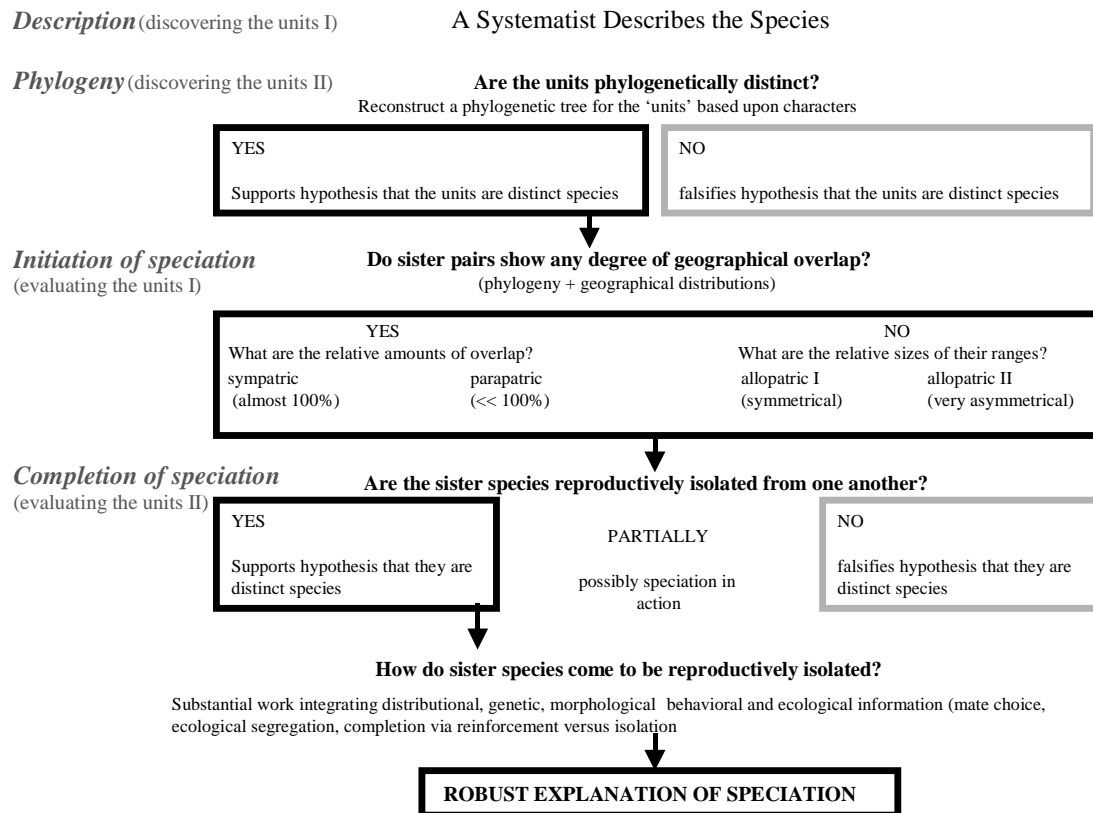 Description (discovering the units I) A Systematist Describes the Species
Phylogeny (discovering the units II) Are the units phylogenetically distinct?
Reconstruct a phylogenetic tree for the ‘units’ based upon characters
YES
Supports hypothesis that the units are distinct species
NO
falsifies hypothesis that the units are distinct species
Initiation of speciation
(evaluating the units I)
Do sister pairs show any degree of geographical overlap?
(phylogeny + geographical distributions)
YES
What are the relative amounts of overlap?
sympatric
(almost 100%)
parapatric
(<< 100%)
NO
What are the relative sizes of their ranges?
allopatric I
(symmetrical)
allopatric II
(very asymmetrical)
Completion of speciation
(evaluating the units II)
Are the sister species reproductively isolated from one another?
YES
Supports hypothesis that they are
distinct species
PARTIALLY
possibly speciation in
action
NO
falsifies hypothesis that they are
distinct species
How do sister species come to be reproductively isolated?
Substantial work integrating distributional, genetic, morphological behavioral and ecological information (mate choice,
ecological segregation, completion via reinforcement versus isolation
ROBUST EXPLANATION OF SPECIATION